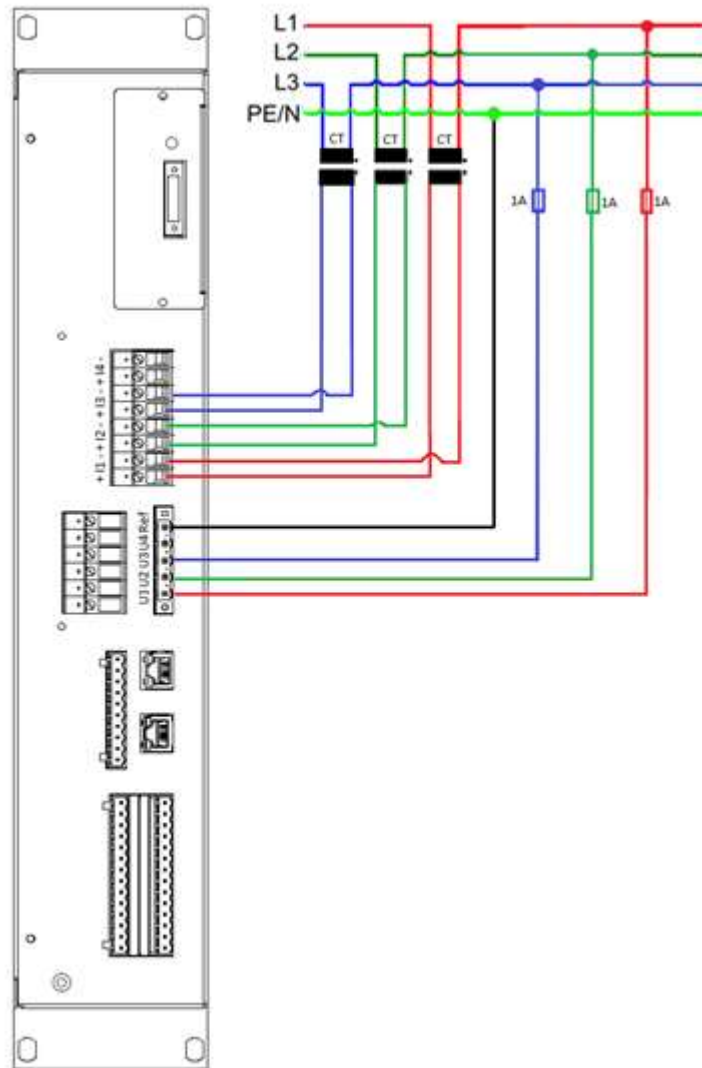 L1
L2
L3
PE/N
CT
CT
CT
1A
1A
1A
+ I1 - + I2 - + I3 - + I4 -
U1 U2 U3 U4 Ref